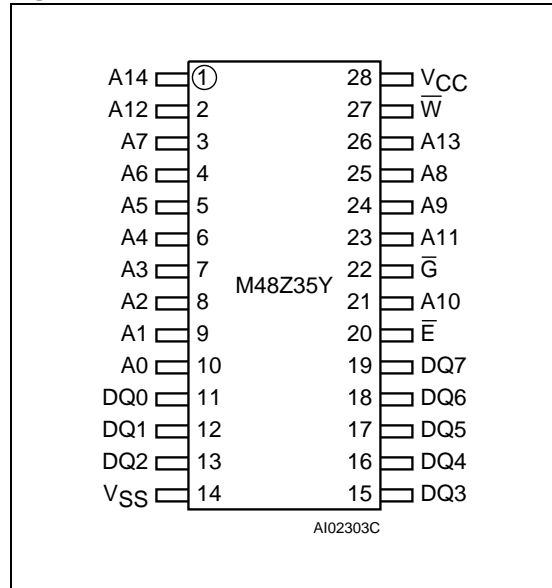 A14 1 28 VCC
A12 2 27 W̅
A7 3 26 A13
A6 4 25 A8
A5 5 24 A9
A4 6 23 A11
A3 7 22 G̅
M48Z35Y
A2 8 21 A10
A1 9 20 E̅
A0 10 19 DQ7
DQ0 11 18 DQ6
DQ1 12 17 DQ5
DQ2 13 16 DQ4
VSS 14 15 DQ3
AI02303C